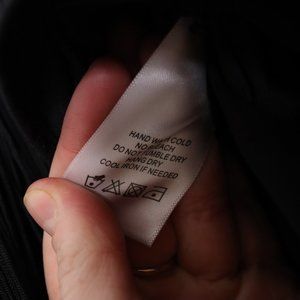 HAND WASH COLD
NO BLEACH
DO NOT TUMBLE DRY
HANG DRY
COOL IRON IF NEEDED